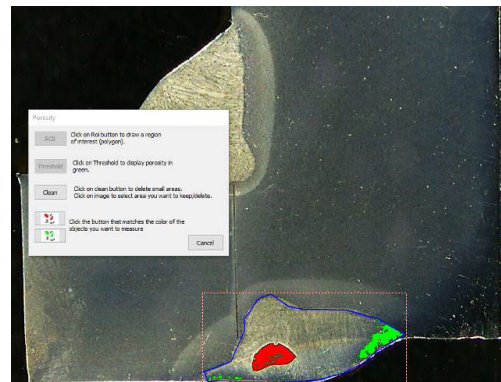 Porosity
ROI
Click on Roi button to draw a region
of interest (polygon).
Threshold
Click on Threshold to display porosity in
green.
Clean
Click on clean button to delete small areas.
Click on image to select area you want to keep/delete.
Click the button that matches the color of the
objects you want to measure
Cancel